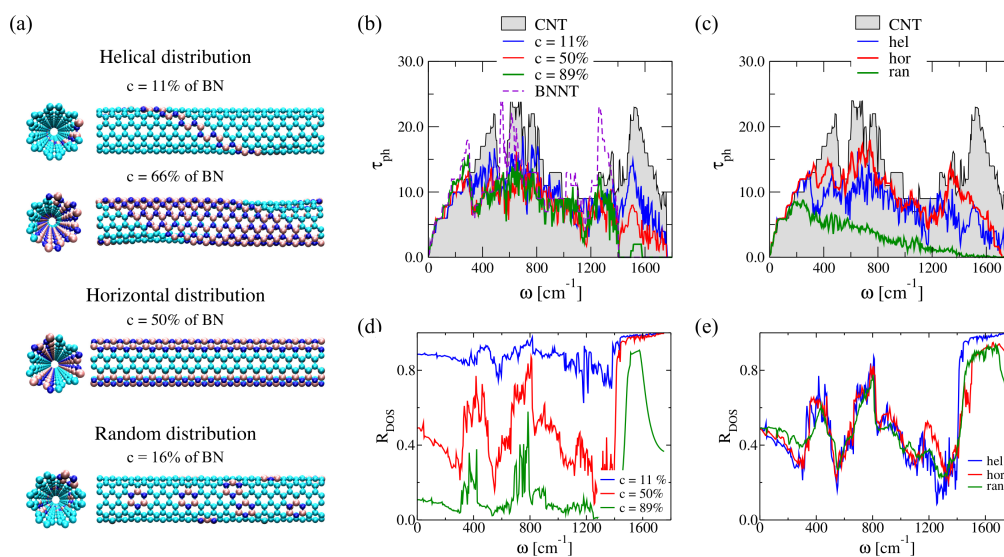 (a)
Helical distribution
c = 11% of BN
c = 66% of BN
Horizontal distribution
c = 50% of BN
Random distribution
c = 16% of BN
(b)
CNT
c = 11%
c = 50%
c = 89%
BNNT
30.0
20.0
10.0
0.0
τph
0 400 800 1200 1600
ω [cm-1]
(c)
CNT
hel
hor
ran
30.0
20.0
10.0
0.0
τph
0 400 800 1200 1600
ω [cm-1]
(d)
0.8
0.4
0.0
RDOS
c = 11 %
c = 50%
c = 89%
0 400 800 1200 1600
ω [cm-1]
(e)
0.8
0.4
0.0
RDOS
hel
hor
ran
0 400 800 1200 1600
ω [cm-1]